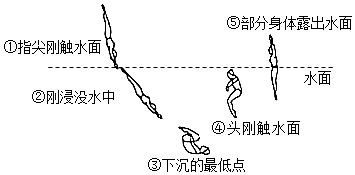 ⑤部分身体露出水面
①指尖刚触水面
水面
②刚浸没水中
④头刚触水面
③下沉的最低点